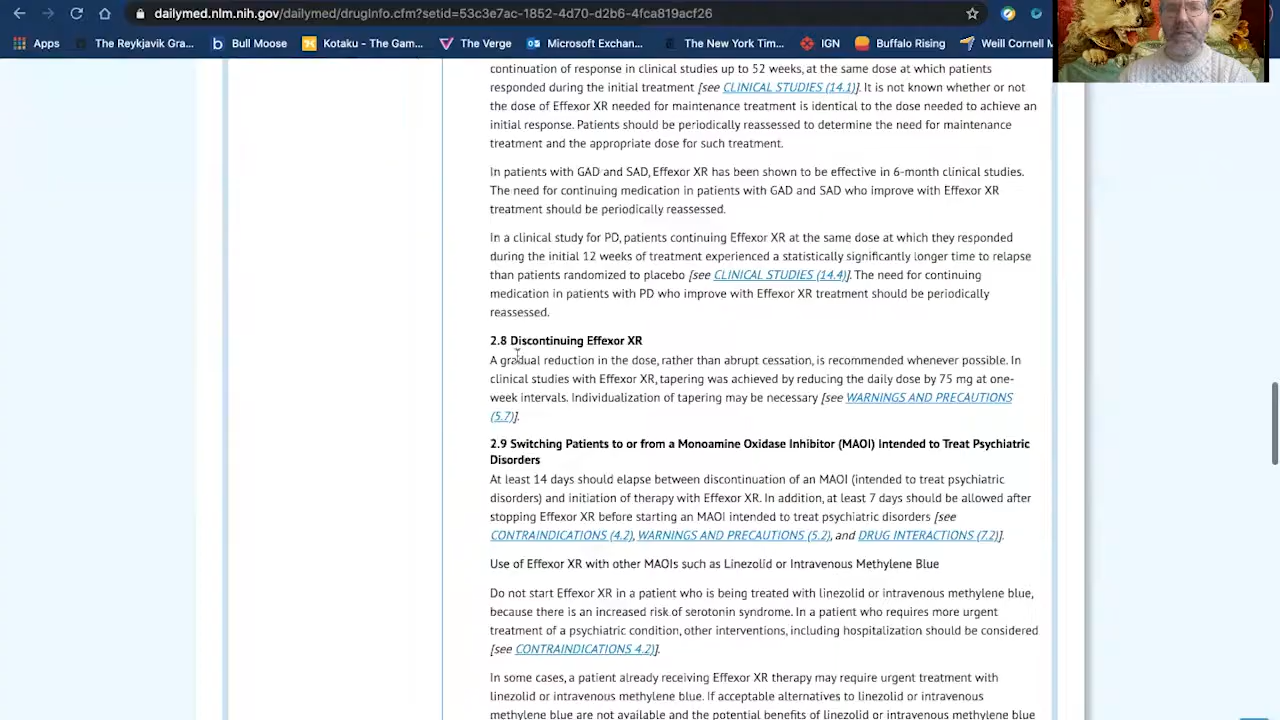 dailymed.nlm.nih.gov/dailymed/drugInfo.cfm?setid=53c3e7ac-1852-4d70-d2b6-4fca819acf26
Apps The Reykjavik Gra... Bull Moose Kotaku - The Gam... The Verge Microsoft Exchan... The New York Tim... IGN Buffalo Rising Weill Cornell M
continuation of response in clinical studies up to 52 weeks, at the same dose at which patients
responded during the initial treatment [see CLINICAL STUDIES (14.1)]. It is not known whether or not
the dose of Effexor XR needed for maintenance treatment is identical to the dose needed to achieve an
initial response. Patients should be periodically reassessed to determine the need for maintenance
treatment and the appropriate dose for such treatment.
In patients with GAD and SAD, Effexor XR has been shown to be effective in 6-month clinical studies.
The need for continuing medication in patients with GAD and SAD who improve with Effexor XR
treatment should be periodically reassessed.
In a clinical study for PD, patients continuing Effexor XR at the same dose at which they responded
during the initial 12 weeks of treatment experienced a statistically significantly longer time to relapse
than patients randomized to placebo [see CLINICAL STUDIES (14.4)]. The need for continuing
medication in patients with PD who improve with Effexor XR treatment should be periodically
reassessed.
2.8 Discontinuing Effexor XR
A gradual reduction in the dose, rather than abrupt cessation, is recommended whenever possible. In
clinical studies with Effexor XR, tapering was achieved by reducing the daily dose by 75 mg at one-
week intervals. Individualization of tapering may be necessary [see WARNINGS AND PRECAUTIONS
(5.7)].
2.9 Switching Patients to or from a Monoamine Oxidase Inhibitor (MAOI) Intended to Treat Psychiatric
Disorders
At least 14 days should elapse between discontinuation of an MAOI (intended to treat psychiatric
disorders) and initiation of therapy with Effexor XR. In addition, at least 7 days should be allowed after
stopping Effexor XR before starting an MAOI intended to treat psychiatric disorders [see
CONTRAINDICATIONS (4.2), WARNINGS AND PRECAUTIONS (5.2), and DRUG INTERACTIONS (7.2)].
Use of Effexor XR with other MAOIs such as Linezolid or Intravenous Methylene Blue
Do not start Effexor XR in a patient who is being treated with linezolid or intravenous methylene blue,
because there is an increased risk of serotonin syndrome. In a patient who requires more urgent
treatment of a psychiatric condition, other interventions, including hospitalization should be considered
[see CONTRAINDICATIONS 4.2)].
In some cases, a patient already receiving Effexor XR therapy may require urgent treatment with
linezolid or intravenous methylene blue. If acceptable alternatives to linezolid or intravenous
methylene blue are not available and the potential benefits of linezolid or intravenous methylene blue